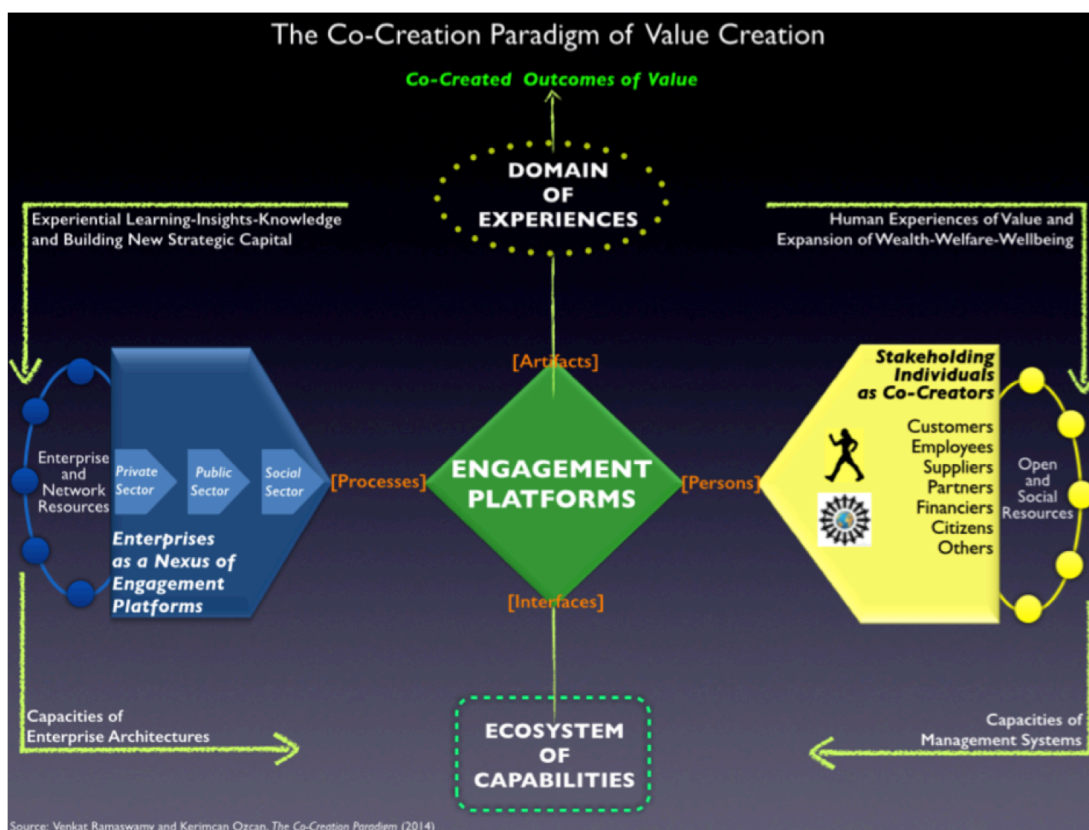 The Co-Creation Paradigm of Value Creation
Co-Created Outcomes of Value
DOMAIN
OF
EXPERIENCES
Experiential Learning-Insights-Knowledge
and Building New Strategic Capital
Human Experiences of Value and
Expansion of Wealth-Welfare-Wellbeing
[Artifacts]
Enterprise
and
Network
Resources
Private
Sector
Public
Sector
Social
Sector
Enterprises
as a Nexus of
Engagement
Platforms
[Processes]
ENGAGEMENT
PLATFORMS
[Persons]
Stakeholding
Individuals
as Co-Creators
Customers
Employees
Suppliers
Partners
Financiers
Citizens
Others
Open
and
Social
Resources
[Interfaces]
Capacities of
Enterprise Architectures
ECOSYSTEM
OF
CAPABILITIES
Capacities of
Management Systems
Source: Venkat Ramaswamy and Kerimcan Ozcan, The Co-Creation Paradigm (2014)